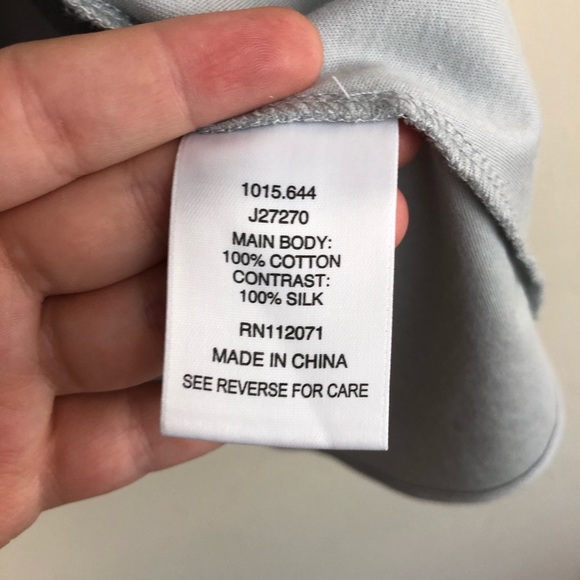 1015.644
J27270
MAIN BODY:
100% COTTON
CONTRAST:
100% SILK
RN112071
MADE IN CHINA
SEE REVERSE FOR CARE